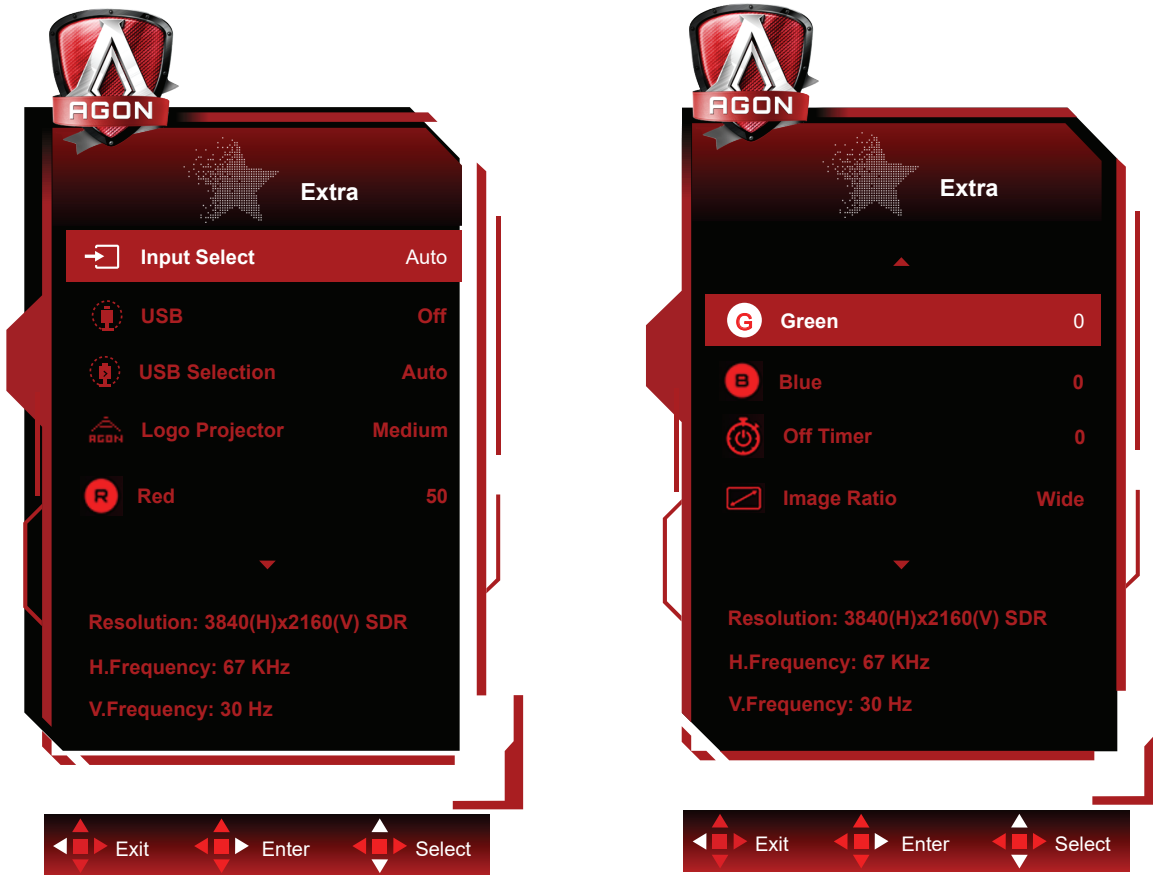 AGON
Extra
Input Select Auto
USB Off
USB Selection Auto
AGON Logo Projector Medium
R Red 50
Resolution: 3840(H)x2160(V) SDR
H.Frequency: 67 KHz
V.Frequency: 30 Hz
Exit Enter Select
AGON
Extra
G Green 0
B Blue 0
Off Timer 0
Image Ratio Wide
Resolution: 3840(H)x2160(V) SDR
H.Frequency: 67 KHz
V.Frequency: 30 Hz
Exit Enter Select